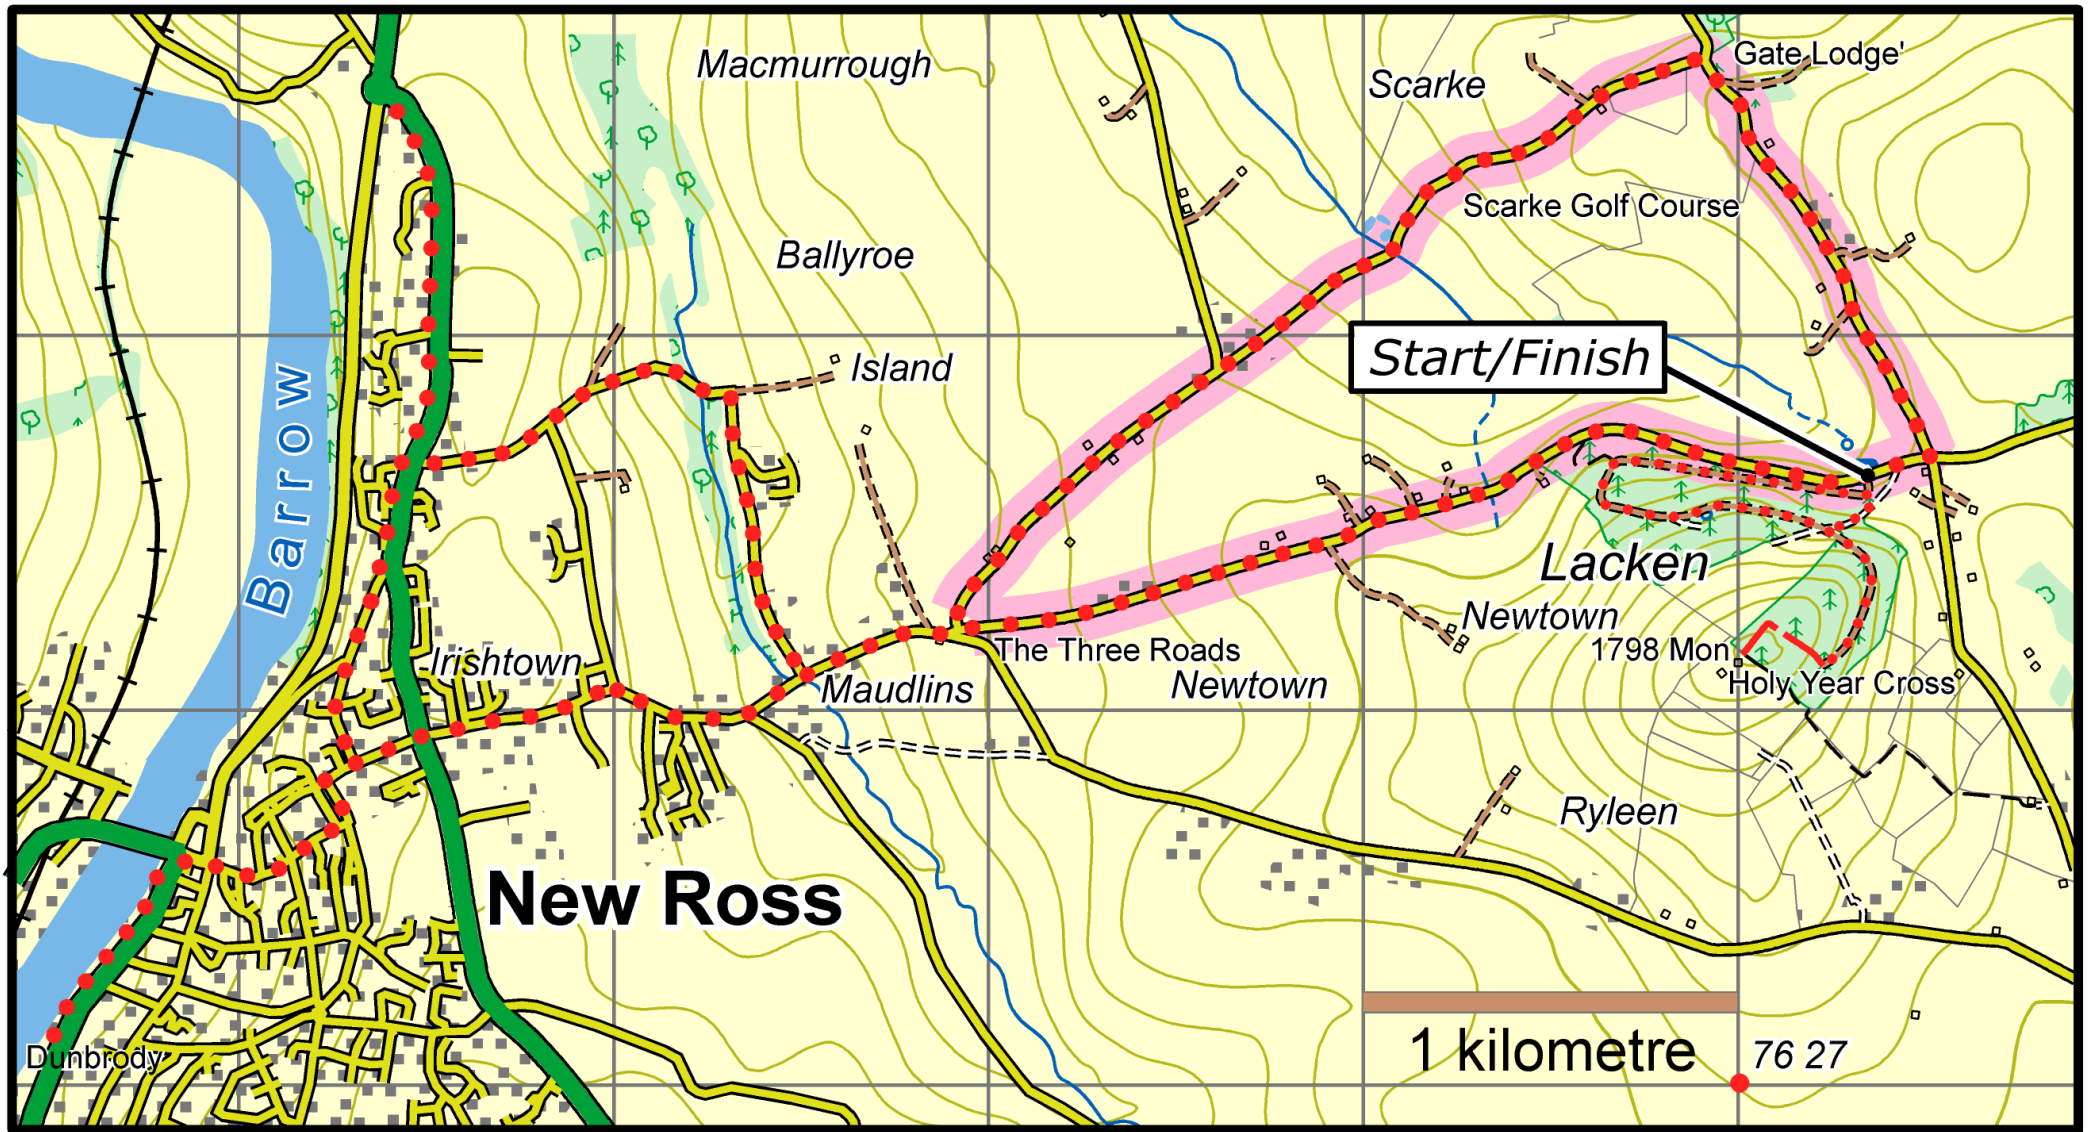 Gate Lodge'
Macmurrough
Scarke
Scarke Golf Course
Ballyroe
Start/Finish
Island
Barrow
Lacken
Newtown
The Three Roads
1798 Mon
Irishtown
Maudlins
Newtown
Holy Year Cross
Ryleen
New Ross
1 kilometre
76 27
Dunbrody